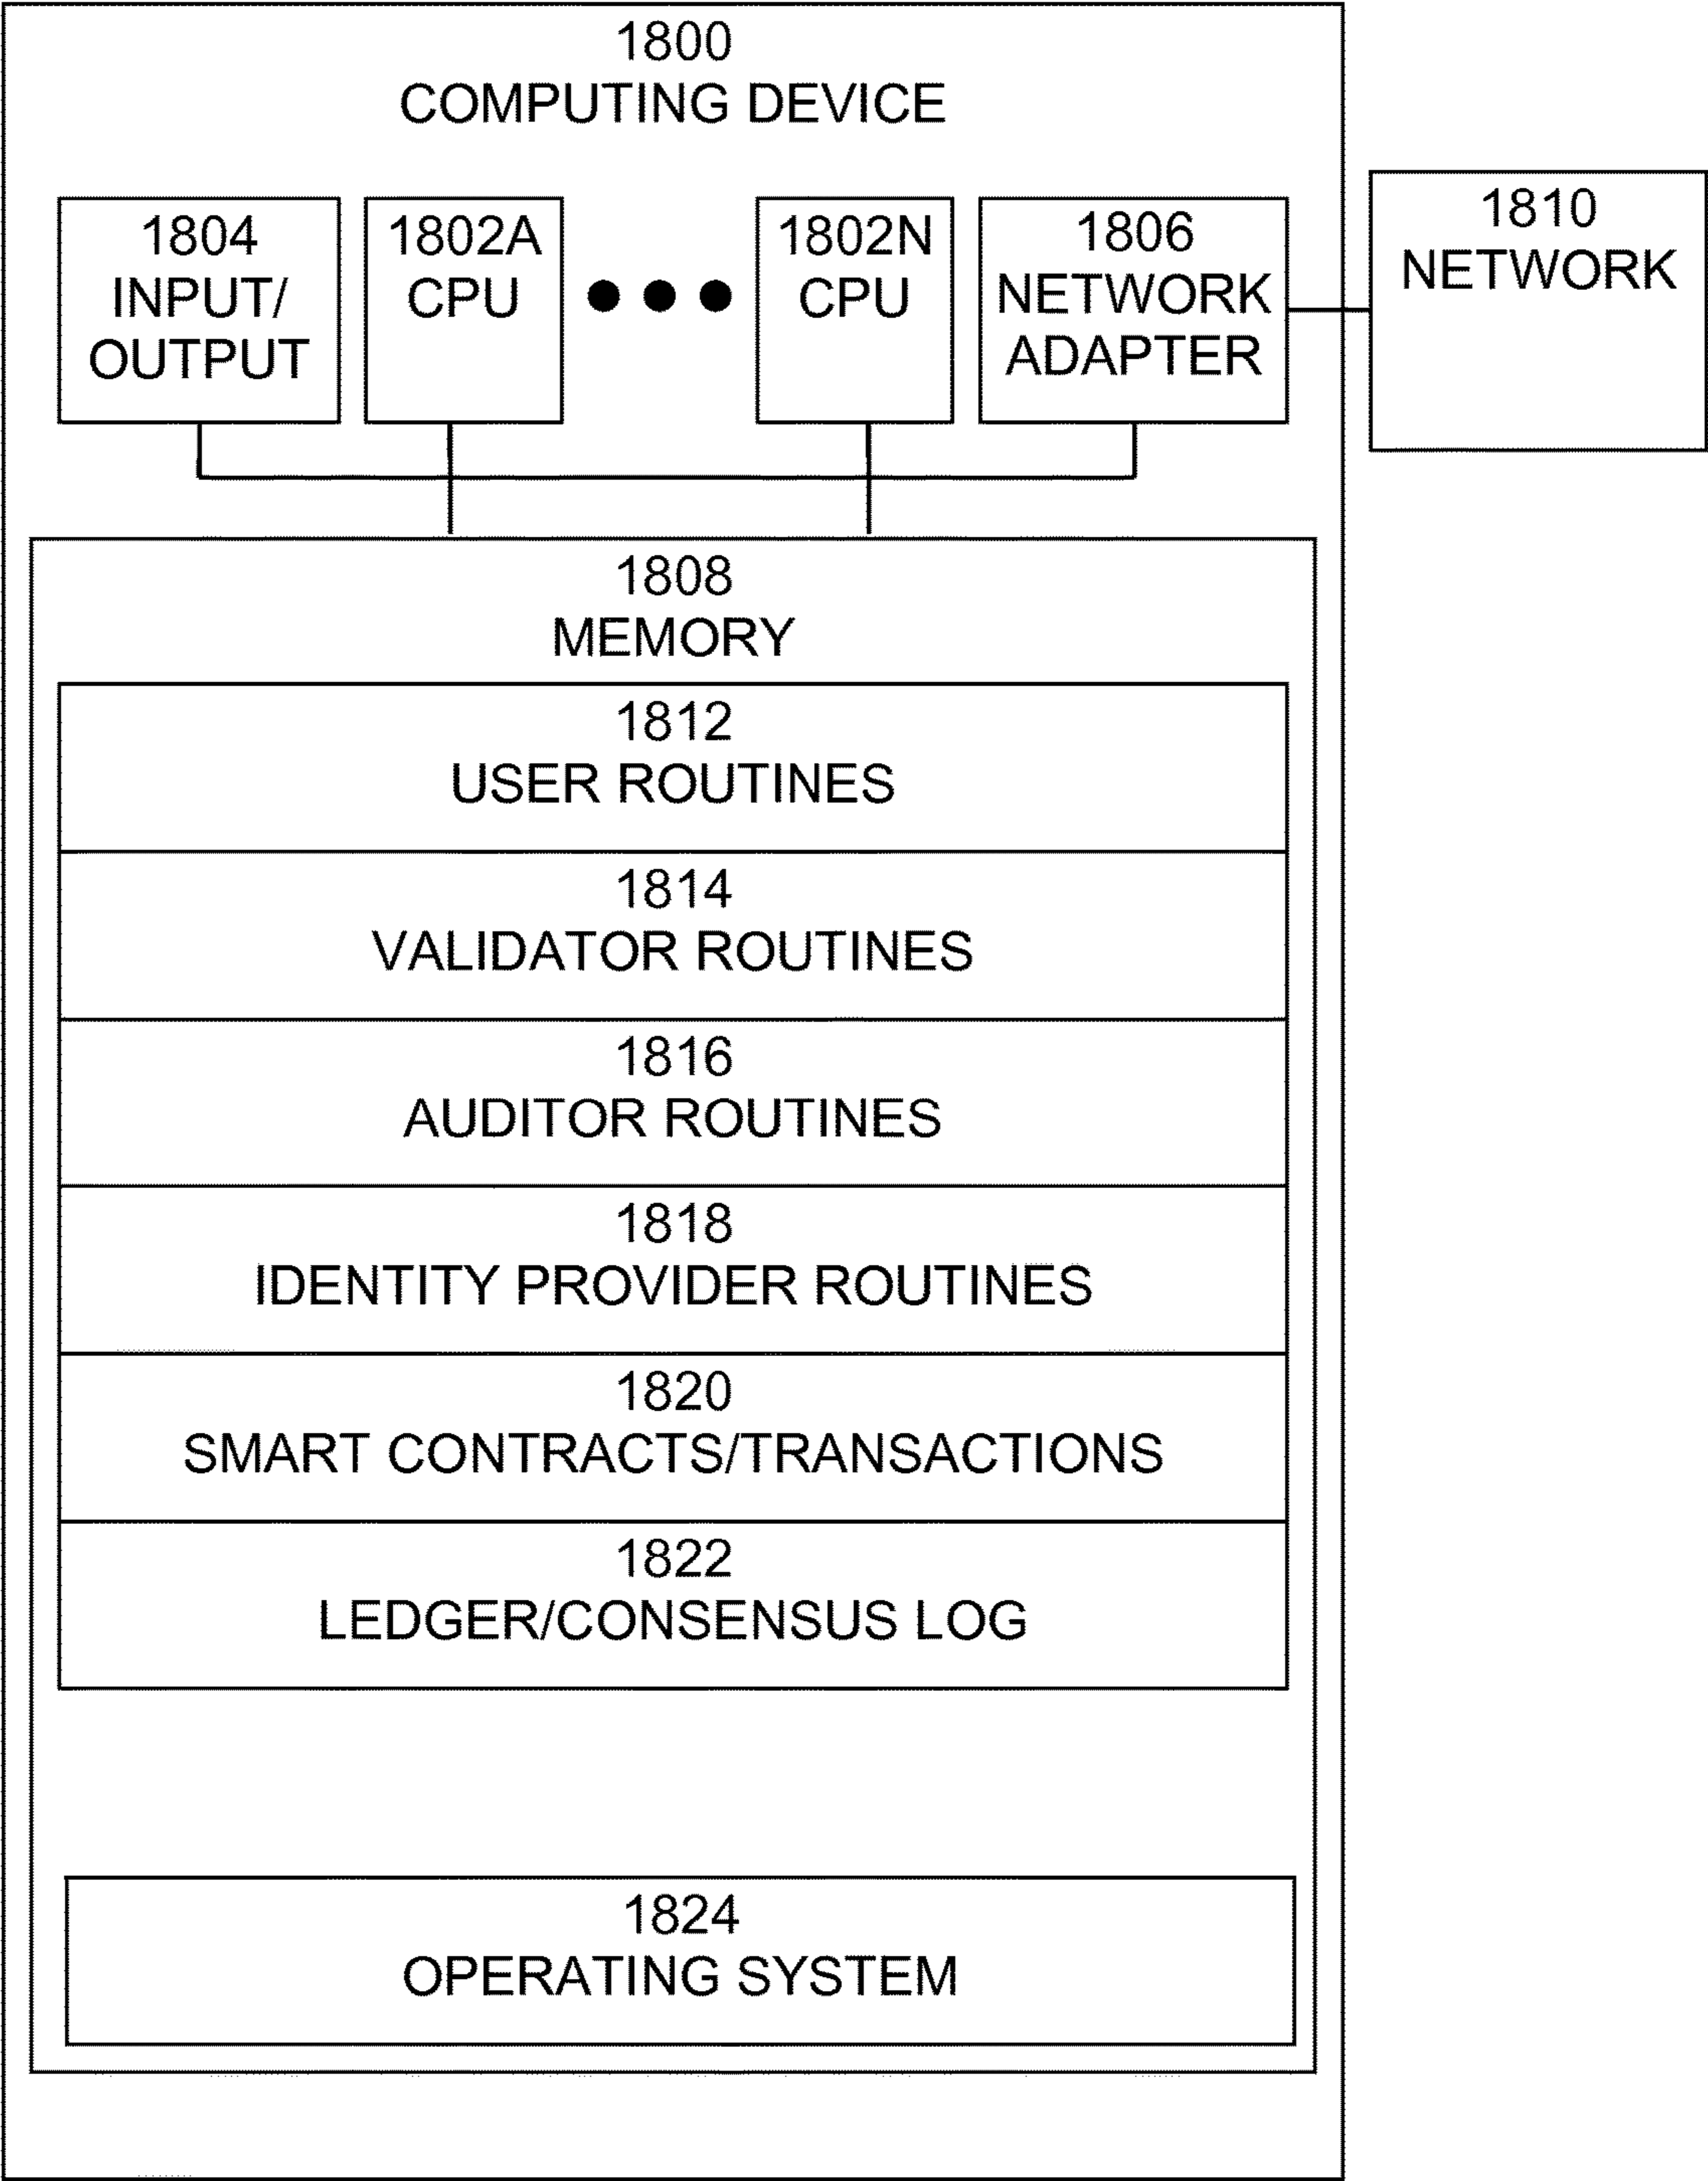 1800
COMPUTING DEVICE
1804
INPUT/
OUTPUT
1802A
CPU
1802N
CPU
1806
NETWORK
ADAPTER
1810
NETWORK
1808
MEMORY
1812
USER ROUTINES
1814
VALIDATOR ROUTINES
1816
AUDITOR ROUTINES
1818
IDENTITY PROVIDER ROUTINES
1820
SMART CONTRACTS/TRANSACTIONS
1822
LEDGER/CONSENSUS LOG
1824
OPERATING SYSTEM